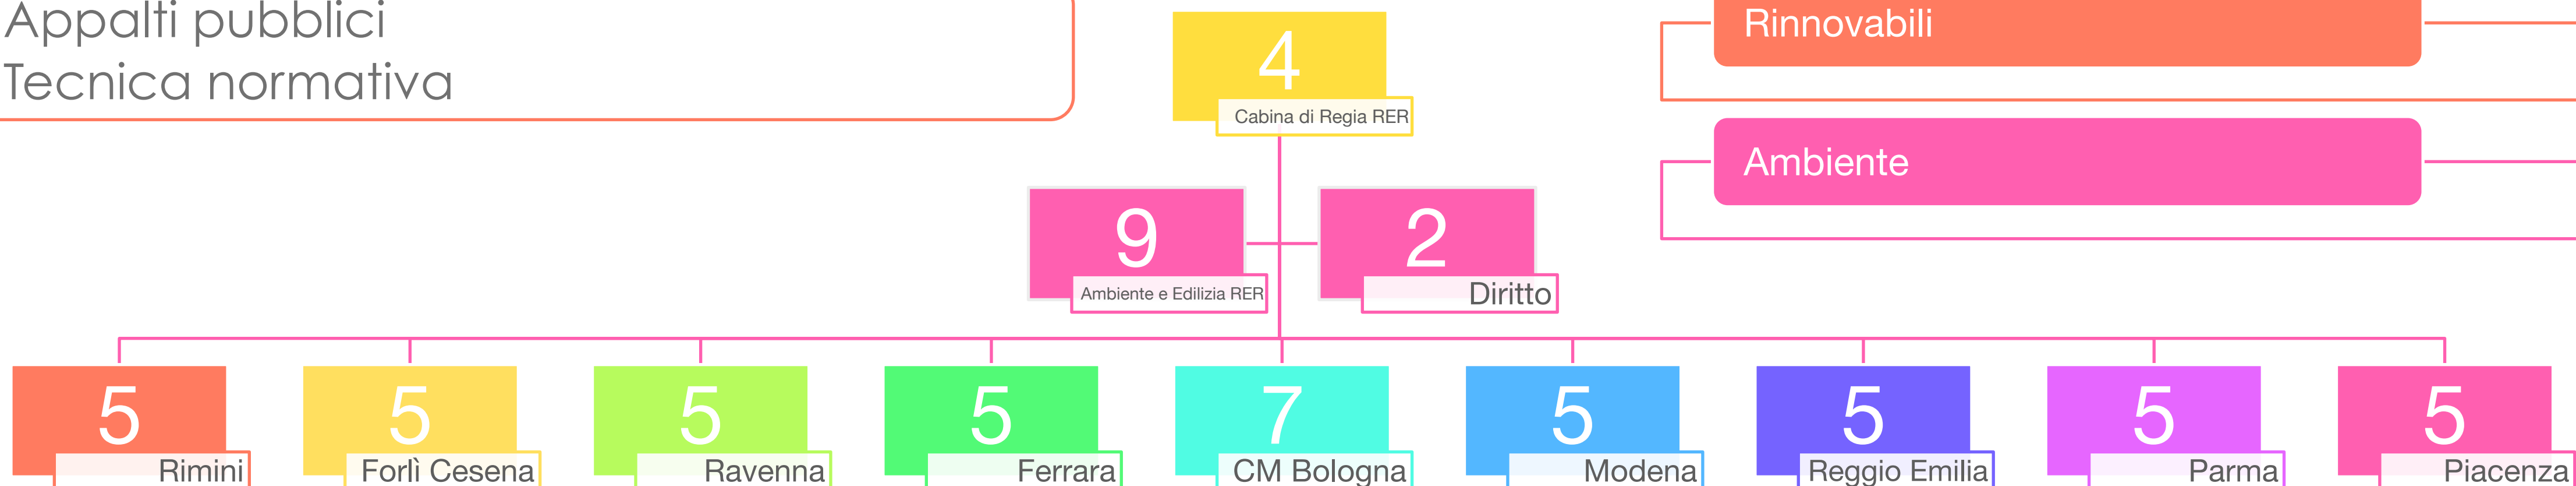 Appalti pubblici
Tecnica normativa
4
Cabina di Regia RER
Rinnovabili
Ambiente
9
Ambiente e Edilizia RER
2
Diritto
5
Rimini
5
Forlì Cesena
5
Ravenna
5
Ferrara
7
CM Bologna
5
Modena
5
Reggio Emilia
5
Parma
5
Piacenza